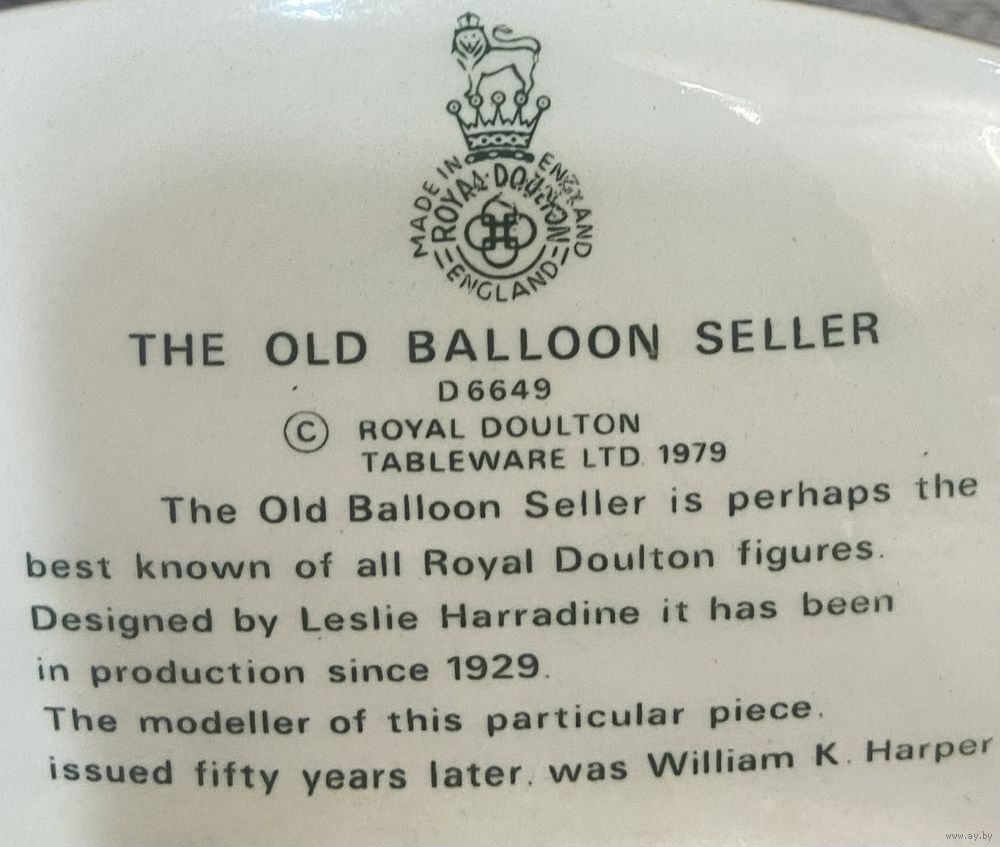 MADE IN ENGLAND
ROYAL DOULTON
ENGLAND
THE OLD BALLOON SELLER
D 6649
© ROYAL DOULTON
TABLEWARE LTD. 1979
The Old Balloon Seller is perhaps the
best known of all Royal Doulton figures.
Designed by Leslie Harradine it has been
in production since 1929.
The modeller of this particular piece.
issued fifty years later. was William K. Harper
www.ay.by